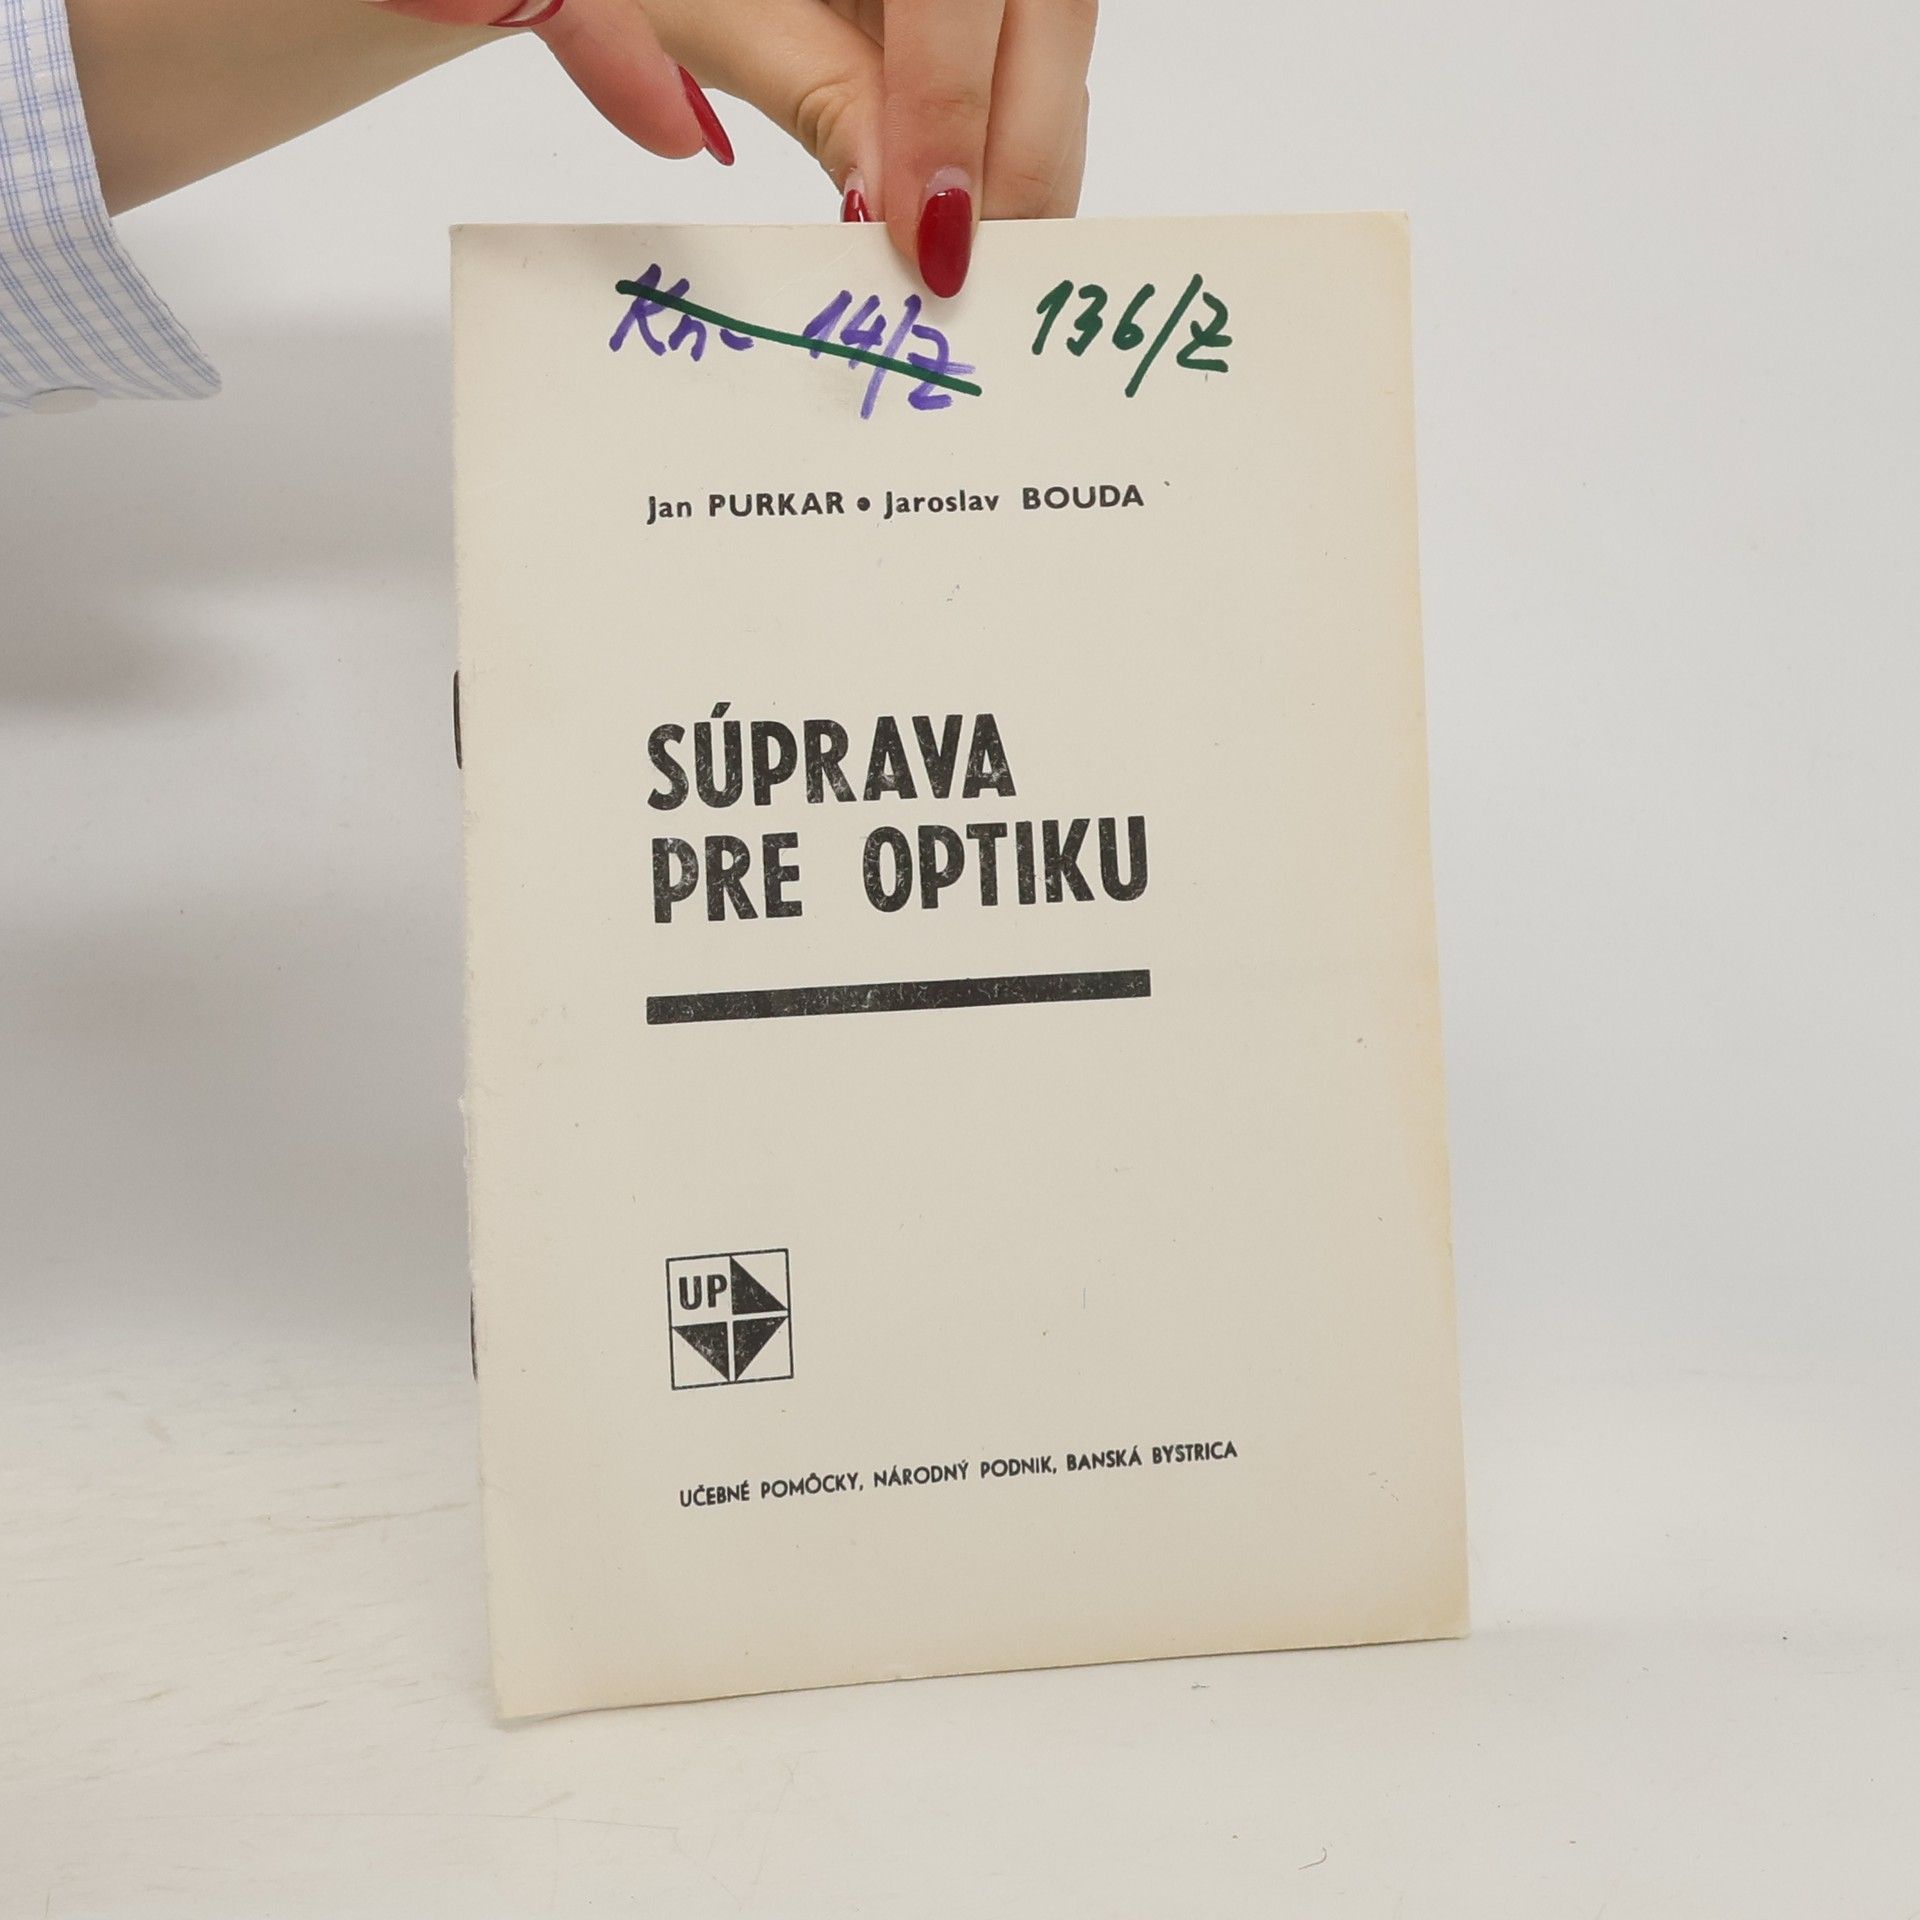 Kn- 14/Z 136/Z
Jan PURKAR • Jaroslav BOUDA
SÚPRAVA
PRE OPTIKU
UP
UČEBNÉ POMÔCKY, NÁRODNÝ PODNIK, BANSKÁ BYSTRICA